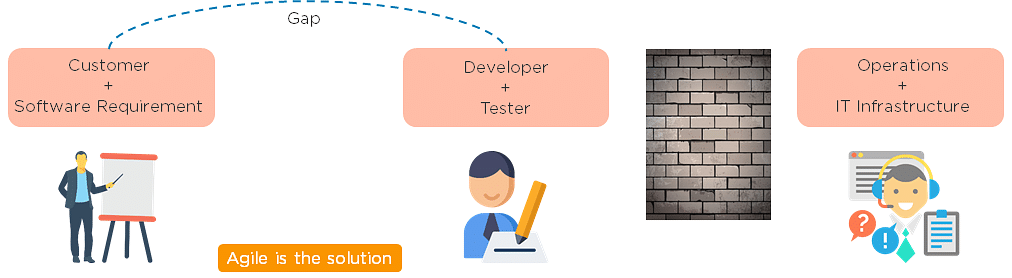 Gap
Customer
+
Software Requirement
Developer
+
Tester
Operations
+
IT Infrastructure
?
!
Agile is the solution